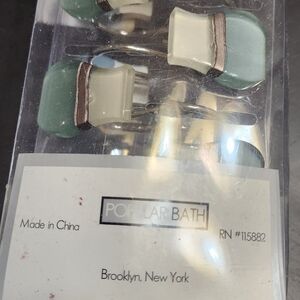 POPULAR BATH
Made in China
RN #115882
Brooklyn, New York